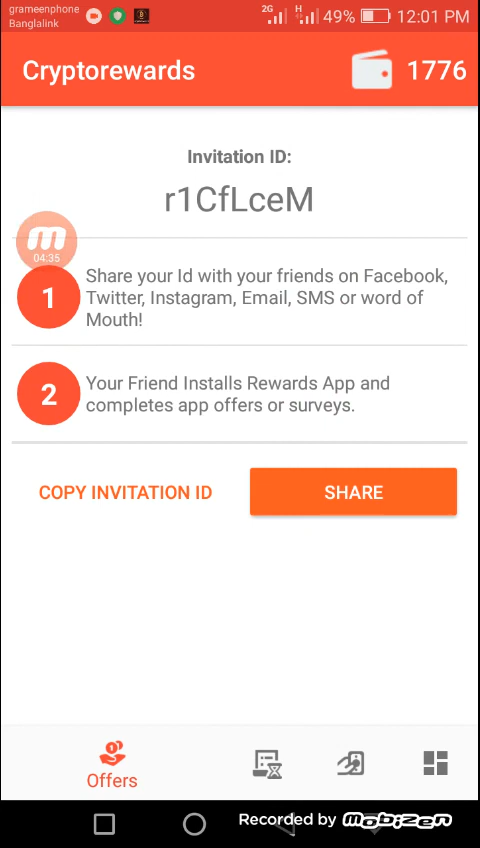 grameenphone
Banglalink
2G
H
49%
12:01 PM
Cryptorewards
1776
Invitation ID:
r1CfLceM
m
04:35
1
Share your Id with your friends on Facebook,
Twitter, Instagram, Email, SMS or word of
Mouth!
2
Your Friend Installs Rewards App and
completes app offers or surveys.
COPY INVITATION ID
SHARE
Offers
Recorded by Mobizen